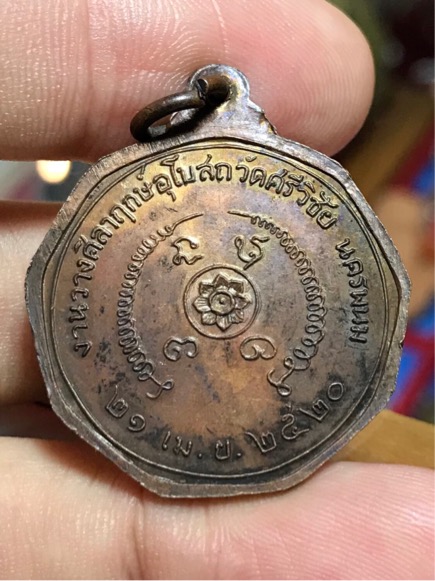 งานวางศิลาฤกษ์อุโบสถวัดศรีวิชัย นครพนม
๒๑ เม.ย. ๒๕๒๐